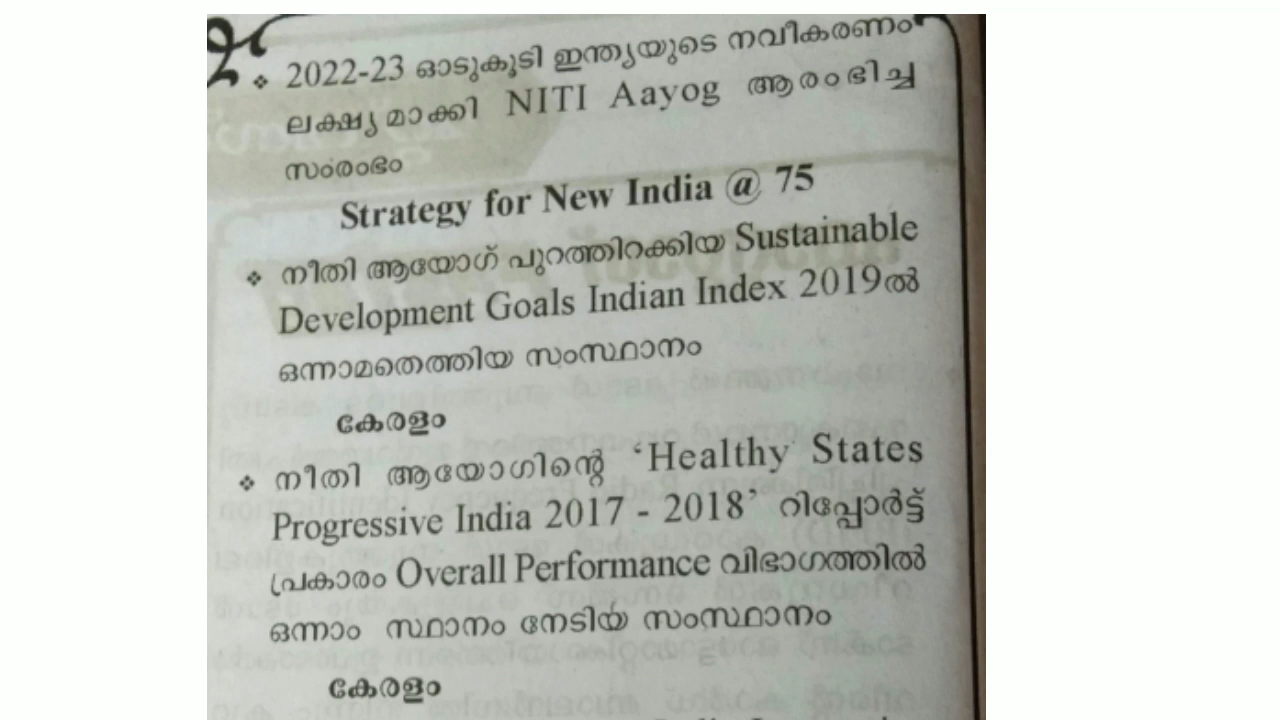 ❖ 2022-23 ഓടുകൂടി ഇന്ത്യയുടെ നവീകരണം
ലക്ഷ്യമാക്കി NITI Aayog ആരംഭിച്ച
സംരംഭം
Strategy for New India @ 75
❖ നീതി ആയോഗ് പുറത്തിറക്കിയ Sustainable
Development Goals Indian Index 2019ൽ
ഒന്നാമതെത്തിയ സംസ്ഥാനം
കേരളം
❖ നീതി ആയോഗിന്റെ ‘Healthy States
Progressive India 2017 - 2018’ റിപ്പോർട്ട്
പ്രകാരം Overall Performance വിഭാഗത്തിൽ
ഒന്നാം സ്ഥാനം നേടിയ സംസ്ഥാനം
കേരളം